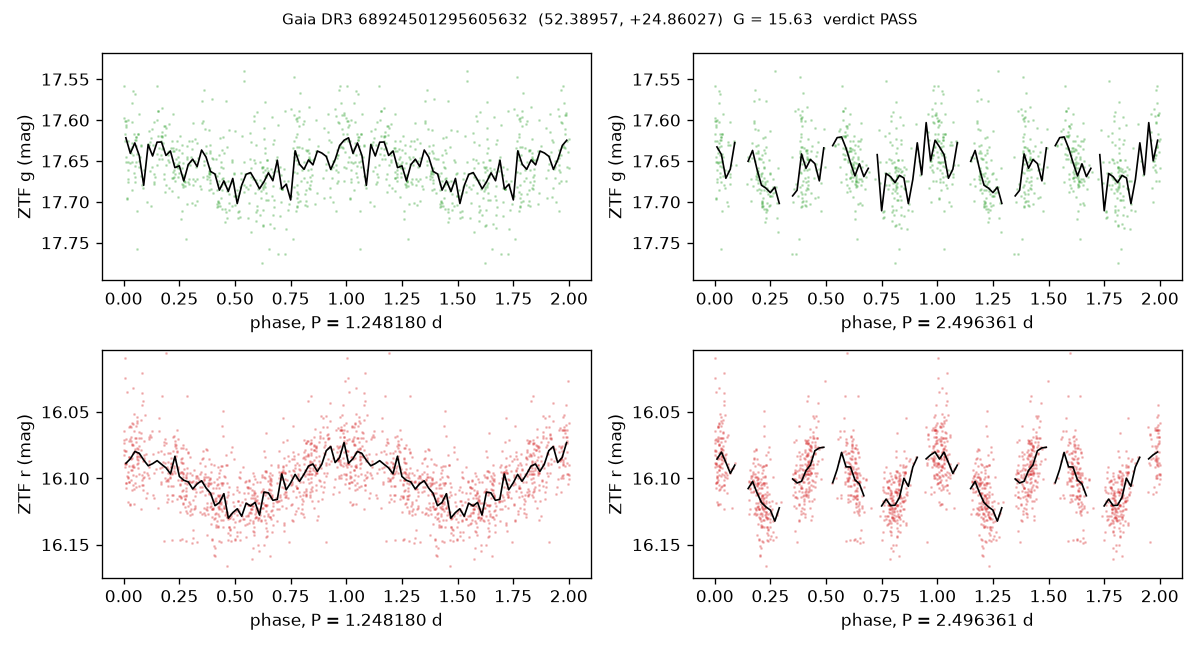 Gaia DR3 68924501295605632 (52.38957, +24.86027) G = 15.63 verdict PASS
ZTF g (mag)
17.55
17.60
17.65
17.70
17.75
0.00 0.25 0.50 0.75 1.00 1.25 1.50 1.75 2.00
phase, P = 1.248180 d
ZTF g (mag)
17.55
17.60
17.65
17.70
17.75
0.00 0.25 0.50 0.75 1.00 1.25 1.50 1.75 2.00
phase, P = 2.496361 d
ZTF r (mag)
16.05
16.10
16.15
0.00 0.25 0.50 0.75 1.00 1.25 1.50 1.75 2.00
phase, P = 1.248180 d
ZTF r (mag)
16.05
16.10
16.15
0.00 0.25 0.50 0.75 1.00 1.25 1.50 1.75 2.00
phase, P = 2.496361 d